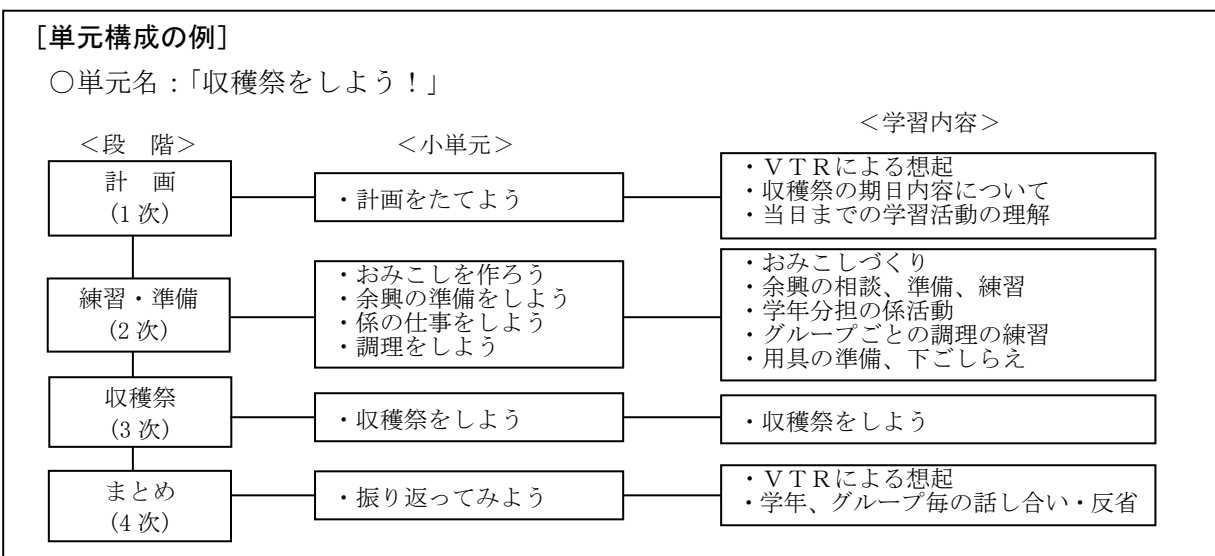 [単元構成の例]
○単元名：「収穫祭をしよう！」
＜段　階＞
＜小単元＞
＜学習内容＞
計　画
(1 次)
・計画をたてよう
・ＶＴＲによる想起
・収穫祭の期日内容について
・当日までの学習活動の理解
練習・準備
(2 次)
・おみこしを作ろう
・余興の準備をしよう
・係の仕事をしよう
・調理をしよう
・おみこしづくり
・余興の相談、準備、練習
・学年分担の係活動
・グループごとの調理の練習
・用具の準備、下ごしらえ
収穫祭
(3 次)
・収穫祭をしよう
・収穫祭をしよう
まとめ
(4 次)
・振り返ってみよう
・ＶＴＲによる想起
・学年、グループ毎の話し合い・反省